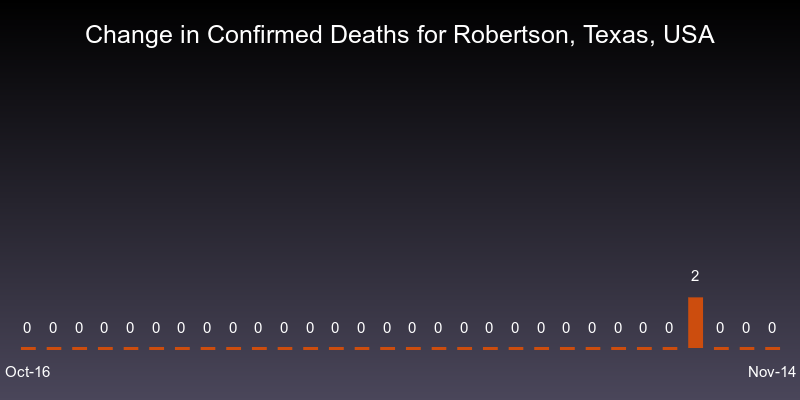 Change in Confirmed Deaths for Robertson, Texas, USA
2
0 0 0 0 0 0 0 0 0 0 0 0 0 0 0 0 0 0 0 0 0 0 0 0 0 0 0 0 0
Oct-16 Nov-14